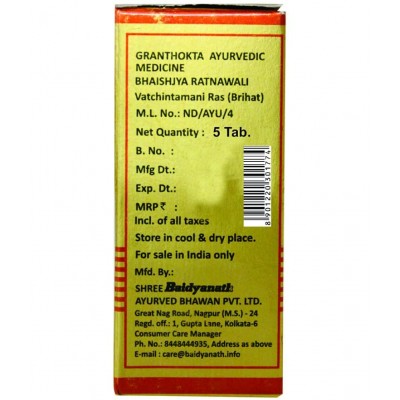 GRANTHOKTA AYURVEDIC
MEDICINE
BHAISHJYA RATNAWALI
Vatchintamani Ras (Brihat)
M.L. No.: ND/AYU/4
Net Quantity : 5 Tab.
B. No. :
Mfg Dt.:
Exp. Dt.:
MRP ₹ :
Incl. of all taxes
Store in cool & dry place.
For sale in India only
Mfd. By.:
SHREE Baidyanath
AYURVED BHAWAN PVT. LTD.
Great Nag Road, Nagpur (M.S.) - 24
Ragd. off.: 1, Gupta Lane, Kolkata-6
Consumer Care Manager
Ph. No.: 8448444935, Address as above
E-mail : care@baidyanath.info
8901220301774